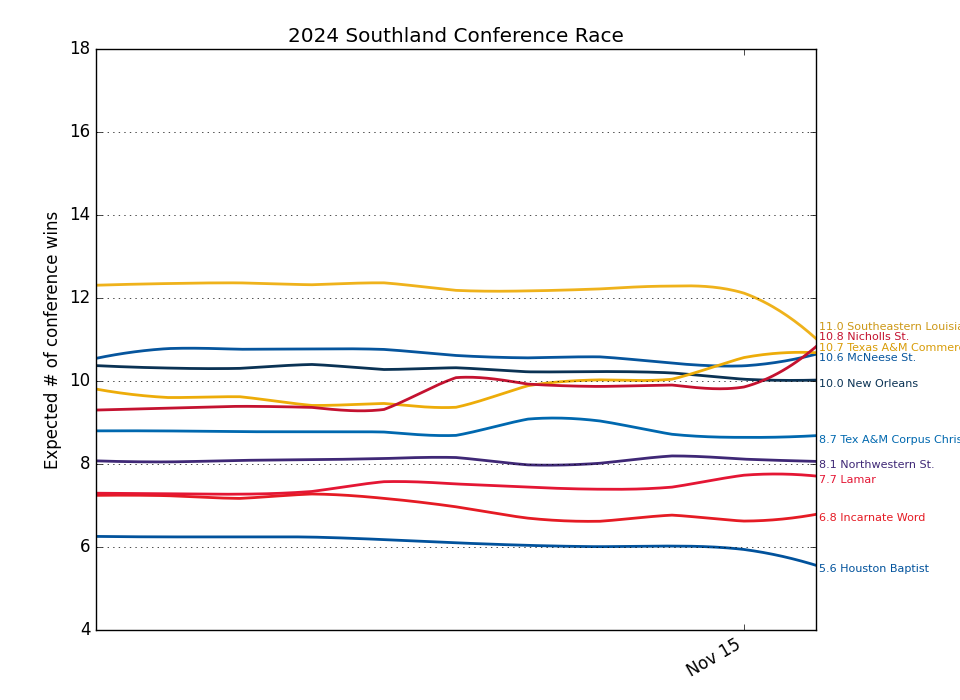 2024 Southland Conference Race
Expected # of conference wins
18
16
14
12
10
8
6
4
Nov 15
11.0 Southeastern Louisia
10.8 Nicholls St.
10.7 Texas A&M Commer
10.6 McNeese St.
10.0 New Orleans
8.7 Tex A&M Corpus Chris
8.1 Northwestern St.
7.7 Lamar
6.8 Incarnate Word
5.6 Houston Baptist